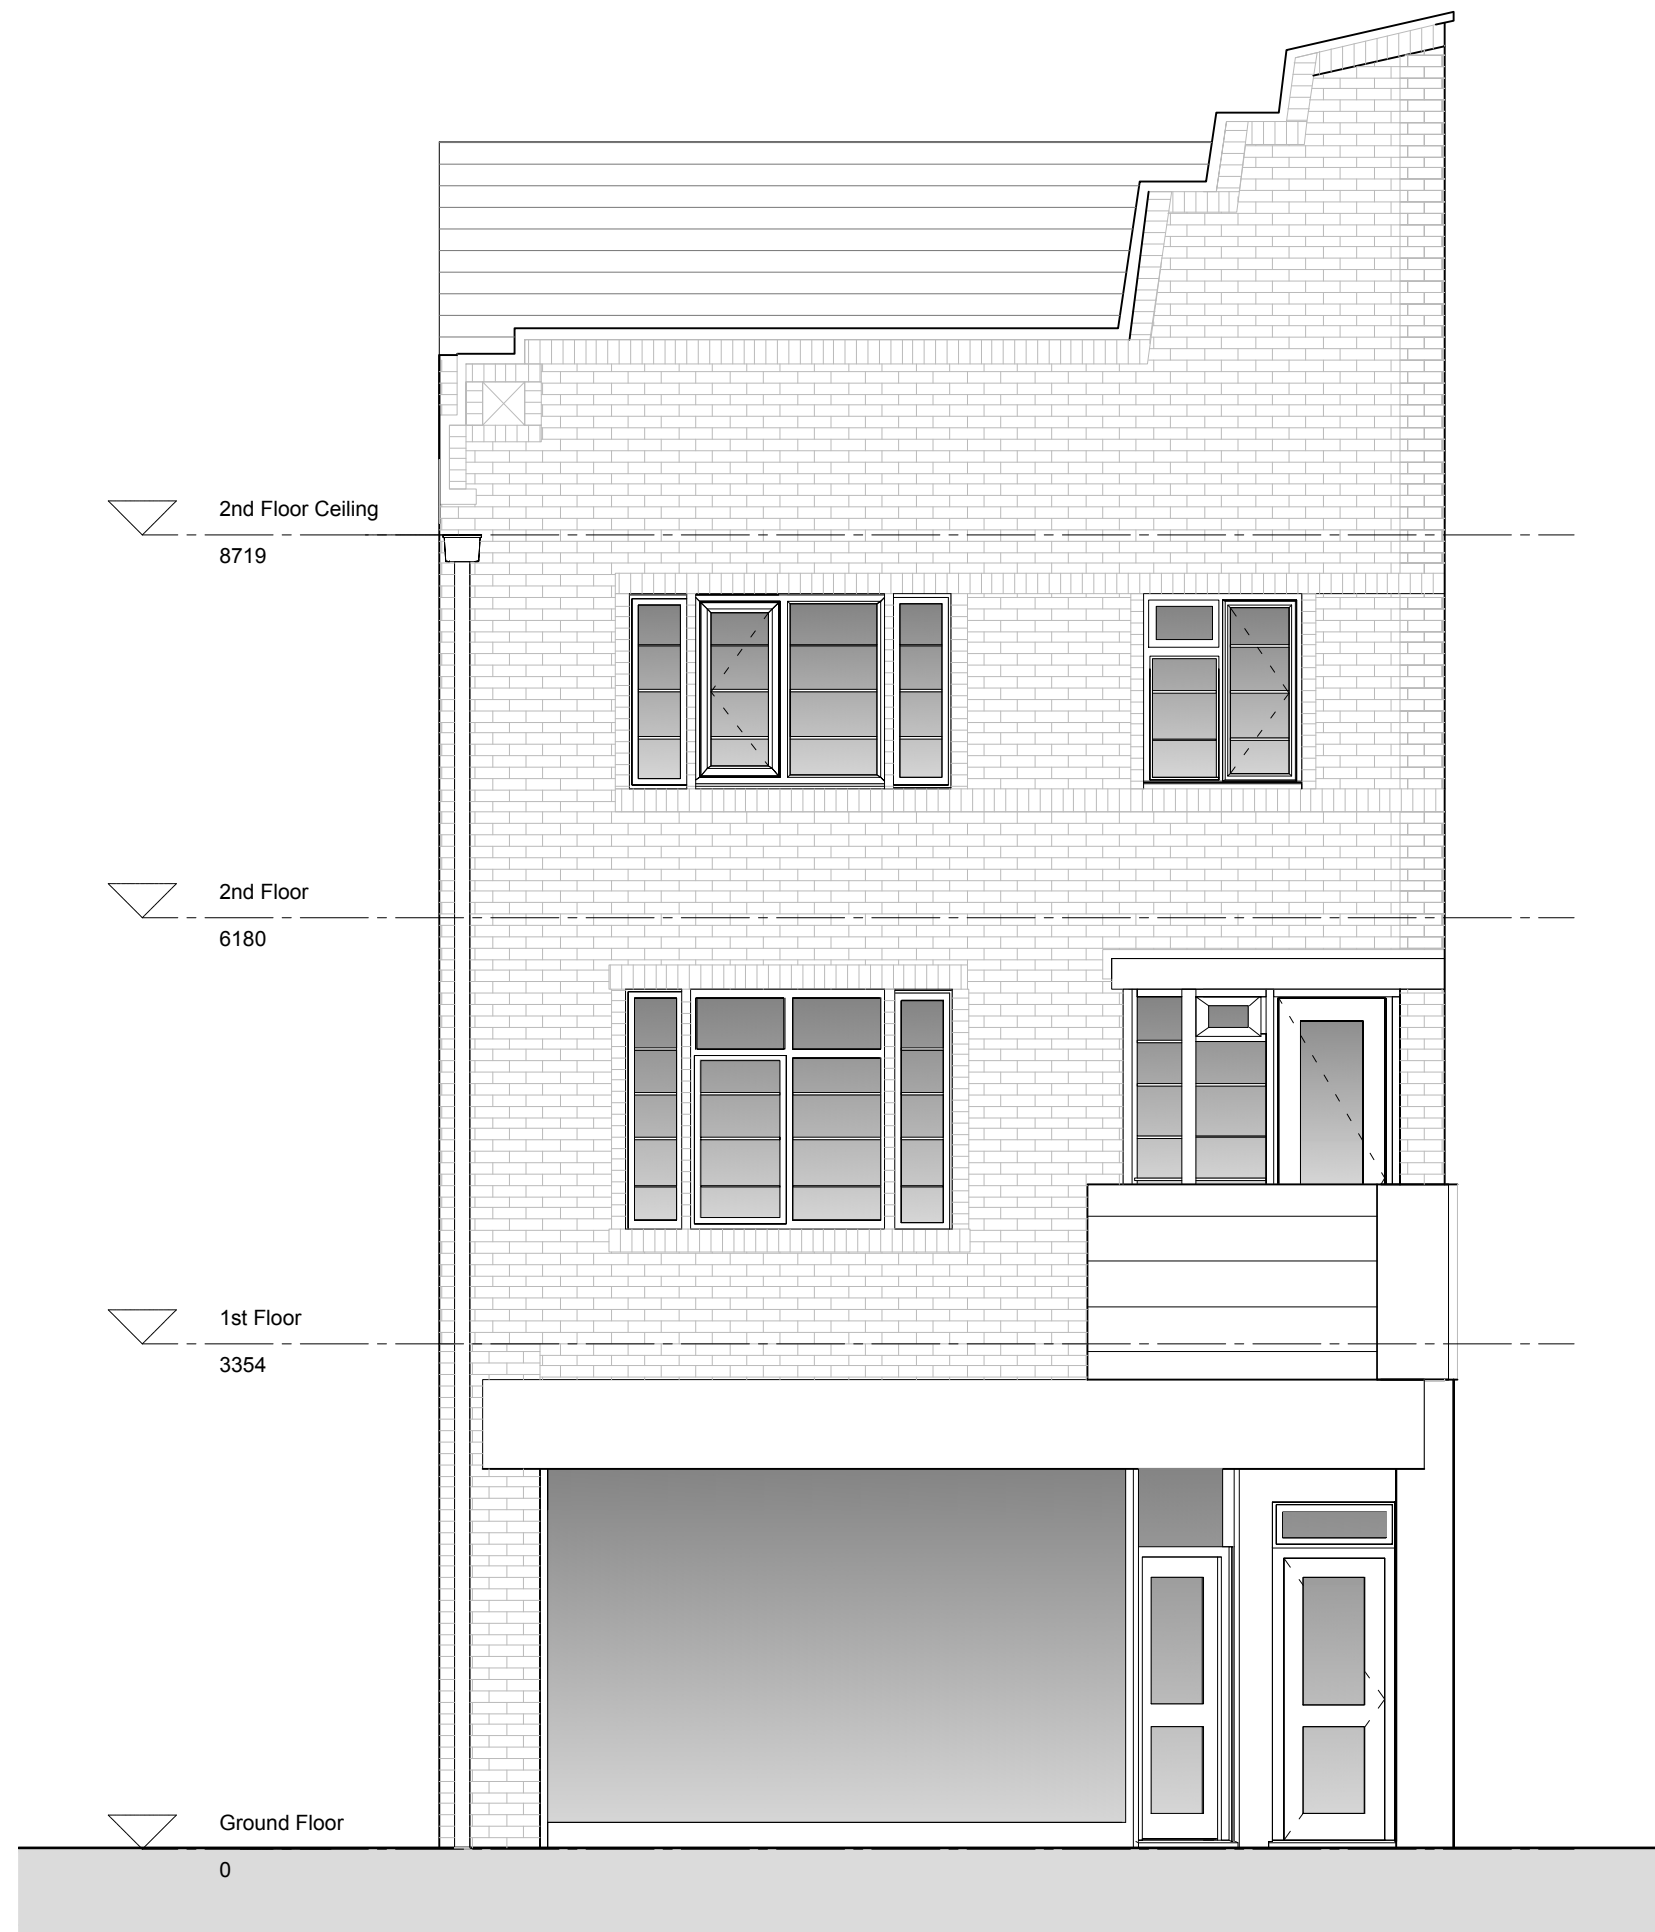 2nd Floor Ceiling
8719
2nd Floor
6180
1st Floor
3354
Ground Floor
0